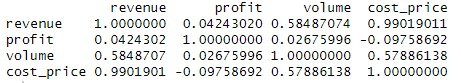 revenue profit volume cost_price
revenue 1.0000000 0.04243020 0.58487074 0.99019011
profit 0.0424302 1.00000000 0.02675996 -0.09758692
volume 0.5848707 0.02675996 1.00000000 0.57886138
cost_price 0.9901901 -0.09758692 0.57886138 1.00000000